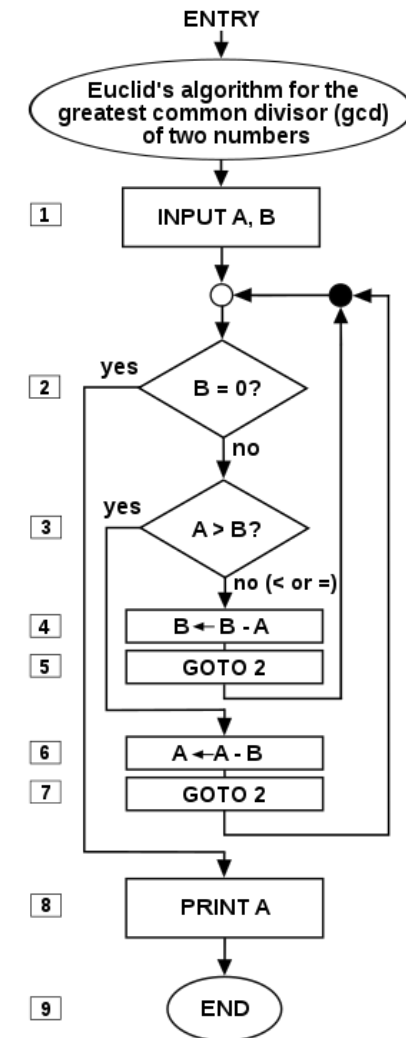 ENTRY
Euclid's algorithm for the
greatest common divisor (gcd)
of two numbers
1
INPUT A, B
yes
2
B = 0?
no
yes
3
A > B?
no (< or =)
4
B ← B - A
5
GOTO 2
6
A ← A - B
7
GOTO 2
8
PRINT A
9
END